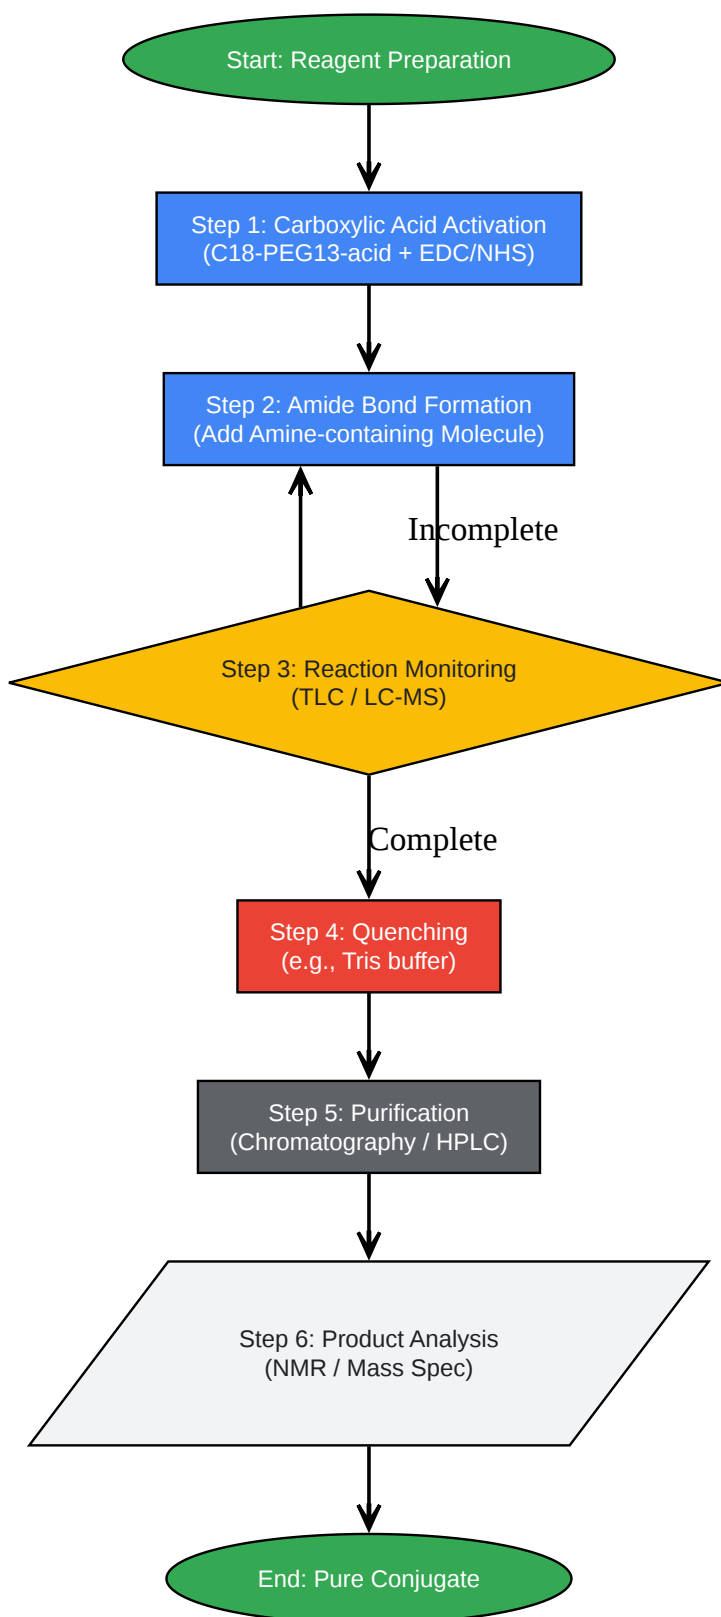 Start: Reagent Preparation
Step 1: Carboxylic Acid Activation
(C18-PEG13-acid + EDC/NHS)
Step 2: Amide Bond Formation
(Add Amine-containing Molecule)
Incomplete
Step 3: Reaction Monitoring
(TLC / LC-MS)
Complete
Step 4: Quenching
(e.g., Tris buffer)
Step 5: Purification
(Chromatography / HPLC)
Step 6: Product Analysis
(NMR / Mass Spec)
End: Pure Conjugate